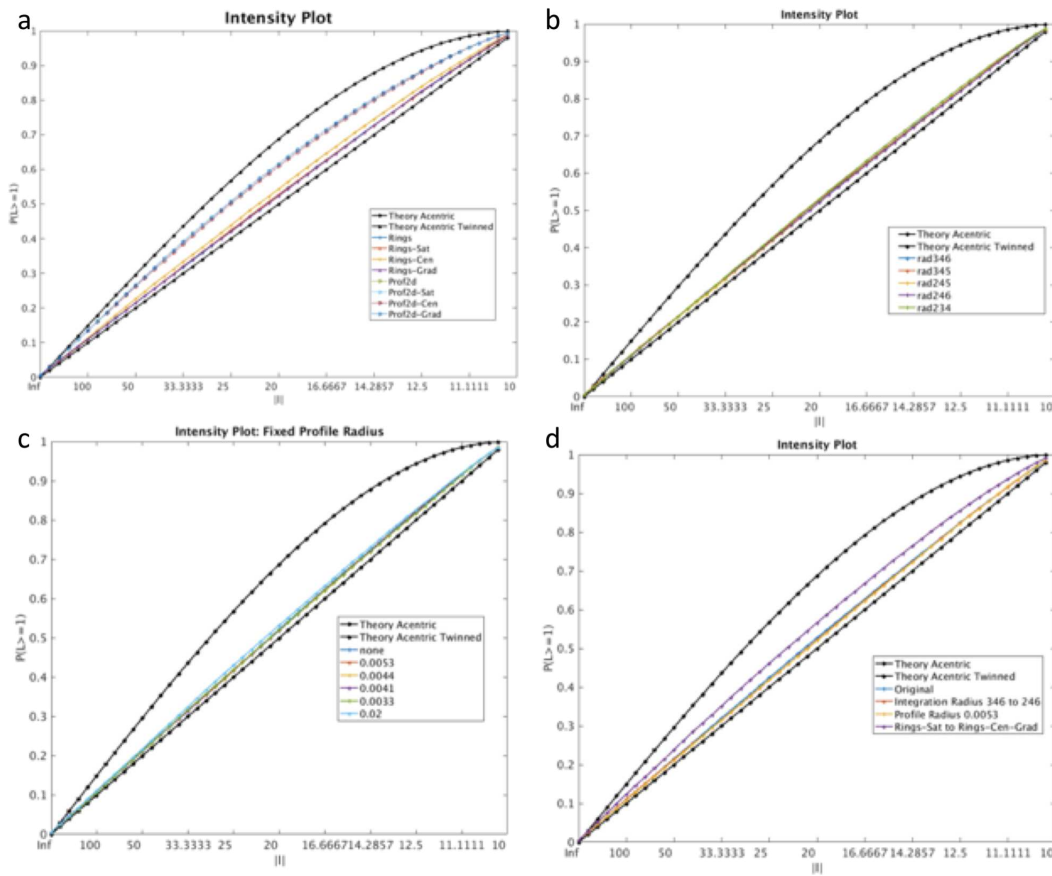 a
Intensity Plot
P(L>=1)
1
0.9
0.8
0.7
0.6
0.5
0.4
0.3
0.2
0.1
0
Theory Acentric
Theory Acentric Twinned
Rings
Rings-Sat
Rings-Cen
Rings-Grad
Prof2d
Prof2d-Sat
Prof2d-Cen
Prof2d-Grad
Inf 100 50 33.3333 25 20 16.6667 14.2857 12.5 11.1111 10
|I|
b
Intensity Plot
P(L>=1)
1
0.9
0.8
0.7
0.6
0.5
0.4
0.3
0.2
0.1
0
Theory Acentric
Theory Acentric Twinned
rad346
rad345
rad245
rad246
rad234
Inf 100 50 33.3333 25 20 16.6667 14.2857 12.5 11.1111 10
|I|
c
Intensity Plot: Fixed Profile Radius
P(L>=1)
1
0.9
0.8
0.7
0.6
0.5
0.4
0.3
0.2
0.1
0
Theory Acentric
Theory Acentric Twinned
none
0.0053
0.0044
0.0041
0.0033
0.02
Inf 100 50 33.3333 25 20 16.6667 14.2857 12.5 11.1111 10
|I|
d
Intensity Plot
P(L>=1)
1
0.9
0.8
0.7
0.6
0.5
0.4
0.3
0.2
0.1
0
Theory Acentric
Theory Acentric Twinned
Original
Integration Radius 346 to 246
Profile Radius 0.0053
Rings-Sat to Rings-Cen-Grad
Inf 100 50 33.3333 25 20 16.6667 14.2857 12.5 11.1111 10
|I|